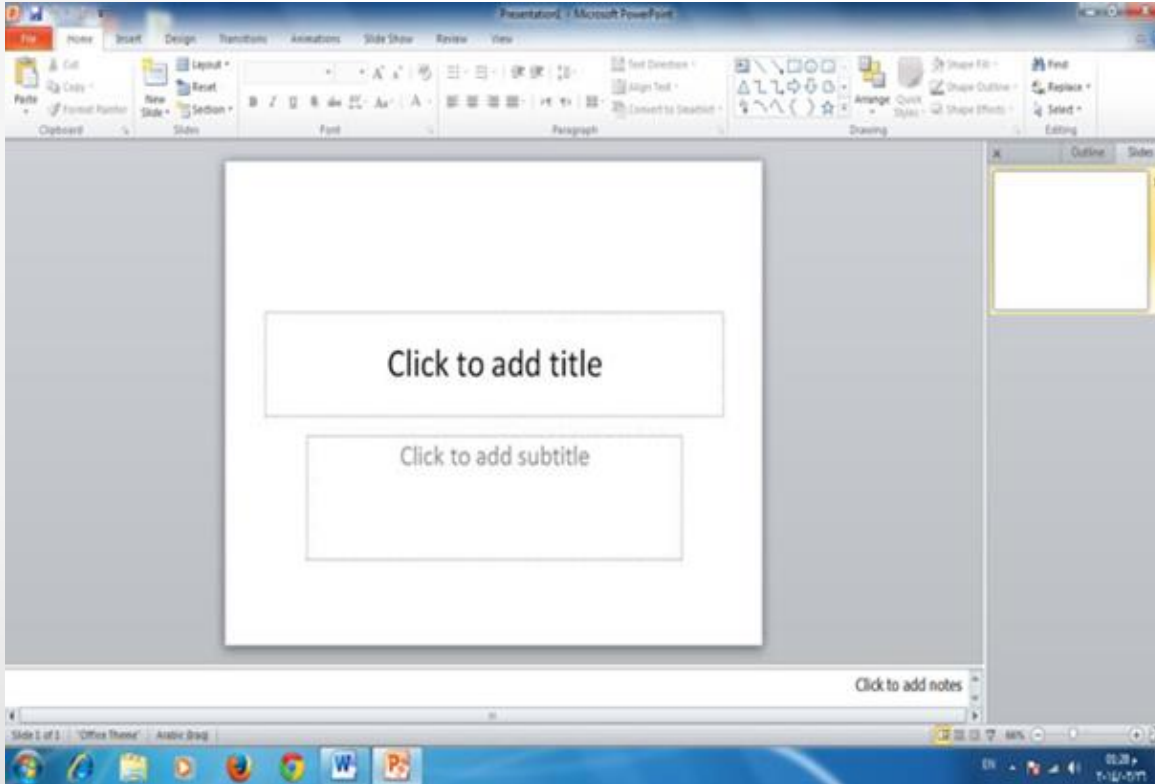 Presentation1 - Microsoft PowerPoint
File Home Insert Design Transitions Animations Slide Show Review View
Cut
Copy
Format Painter
Paste
Clipboard
New Slide
Layout
Reset
Section
Slides
Font
Text Direction
Align Text
Convert to SmartArt
Paragraph
Arrange
Quick Styles
Shape Fill
Shape Outline
Shape Effects
Drawing
Find
Replace
Select
Editing
Outline Slides
Click to add title
Click to add subtitle
Click to add notes
Slide 1 of 1 "Office Theme" Arabic (Iraq) 66%
EN